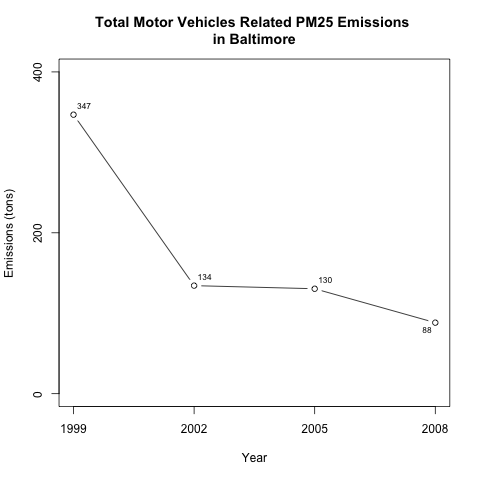 Total Motor Vehicles Related PM25 Emissions
in Baltimore
Emissions (tons)
400
200
0
347
134
130
88
1999
2002
2005
2008
Year